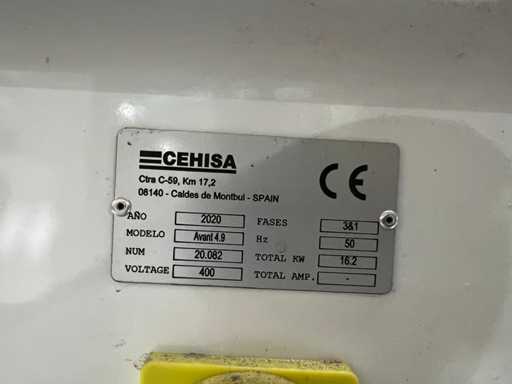 CEHISA
Ctra C-59, Km 17,2
08140 - Caldes de Montbui - SPAIN
CE
AÑO 2020 FASES 3&1
MODELO Avant 4.9 Hz 50
NUM 20.082 TOTAL KW 16.2
VOLTAGE 400 TOTAL AMP. -